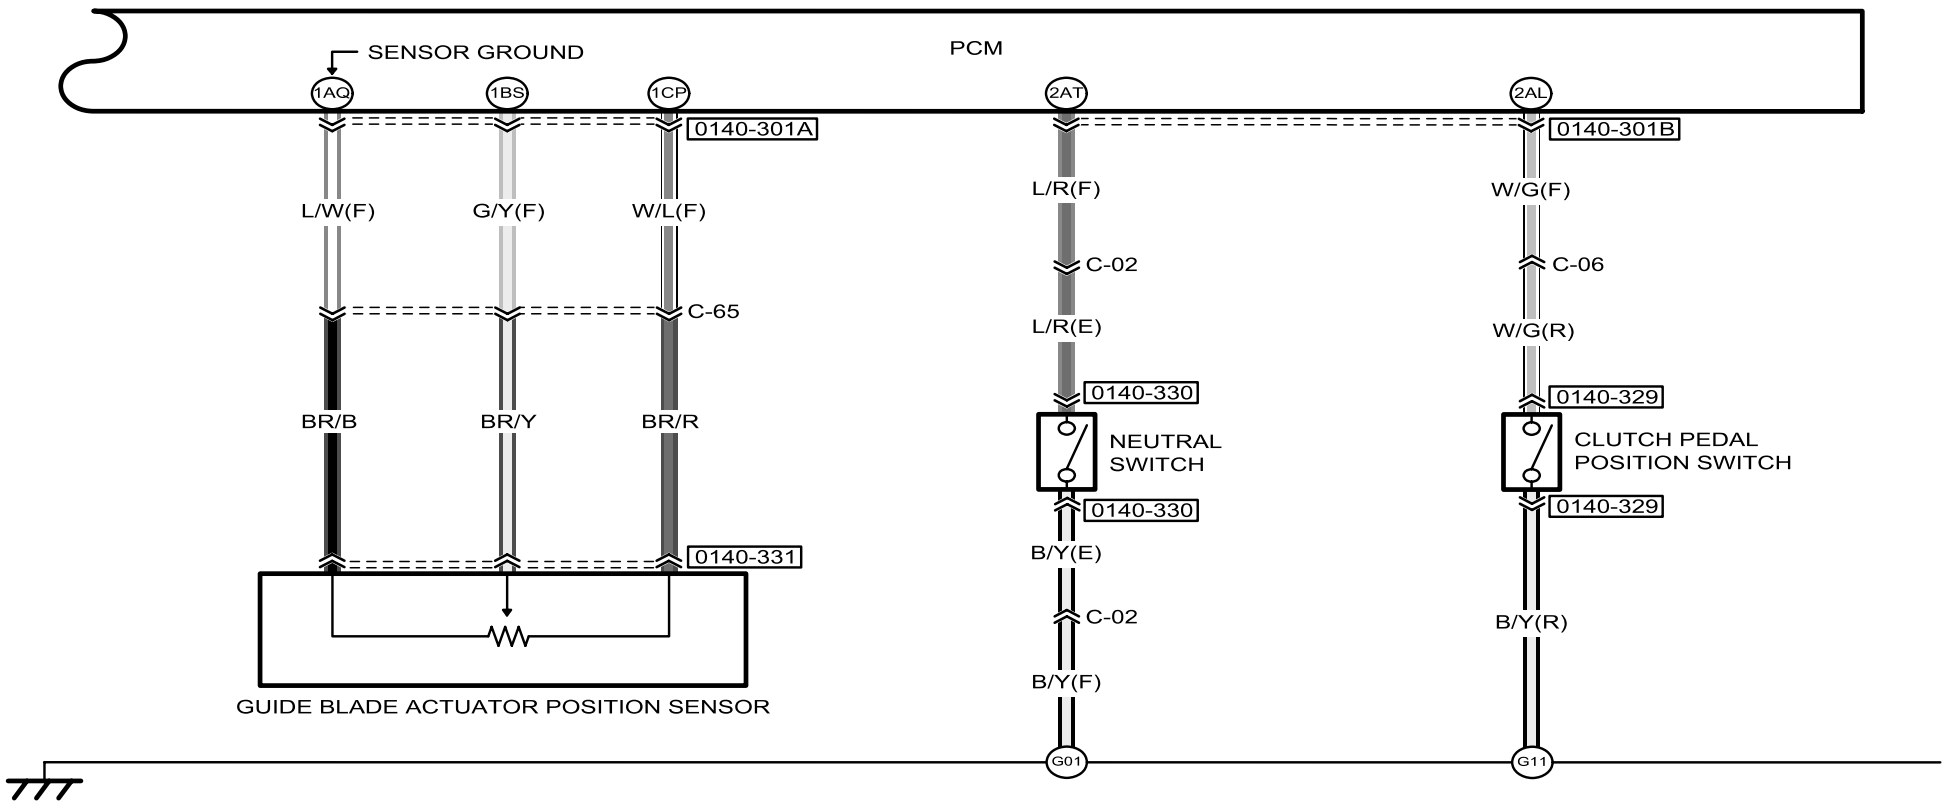 PCM
SENSOR GROUND
1AQ
1BS
1CP
2AT
2AL
0140-301A
0140-301B
L/R(F)
W/G(F)
L/W(F)
G/Y(F)
W/L(F)
C-02
C-06
C-65
L/R(E)
W/G(R)
0140-330
0140-329
BR/B
BR/Y
BR/R
NEUTRAL
SWITCH
CLUTCH PEDAL
POSITION SWITCH
0140-330
0140-329
0140-331
B/Y(E)
C-02
B/Y(R)
B/Y(F)
GUIDE BLADE ACTUATOR POSITION SENSOR
G01
G11